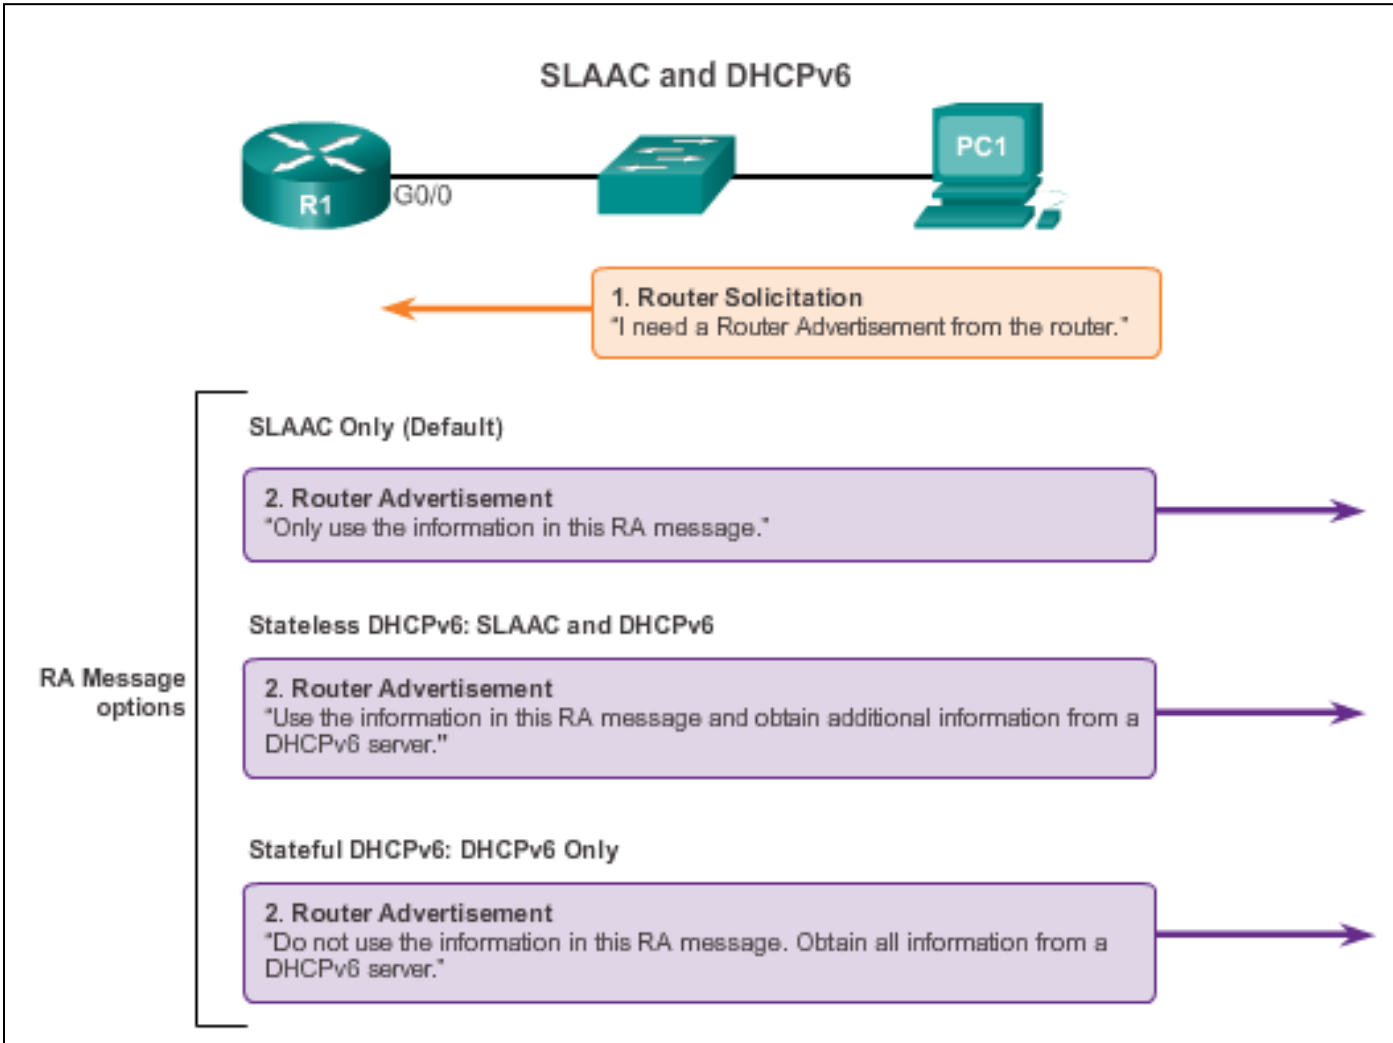 SLAAC and DHCPv6
PC1
R1
G0/0
1. Router Solicitation
"I need a Router Advertisement from the router."
SLAAC Only (Default)
2. Router Advertisement
"Only use the information in this RA message."
Stateless DHCPv6: SLAAC and DHCPv6
RA Message
options
2. Router Advertisement
"Use the information in this RA message and obtain additional information from a
DHCPv6 server."
Stateful DHCPv6: DHCPv6 Only
2. Router Advertisement
"Do not use the information in this RA message. Obtain all information from a
DHCPv6 server."